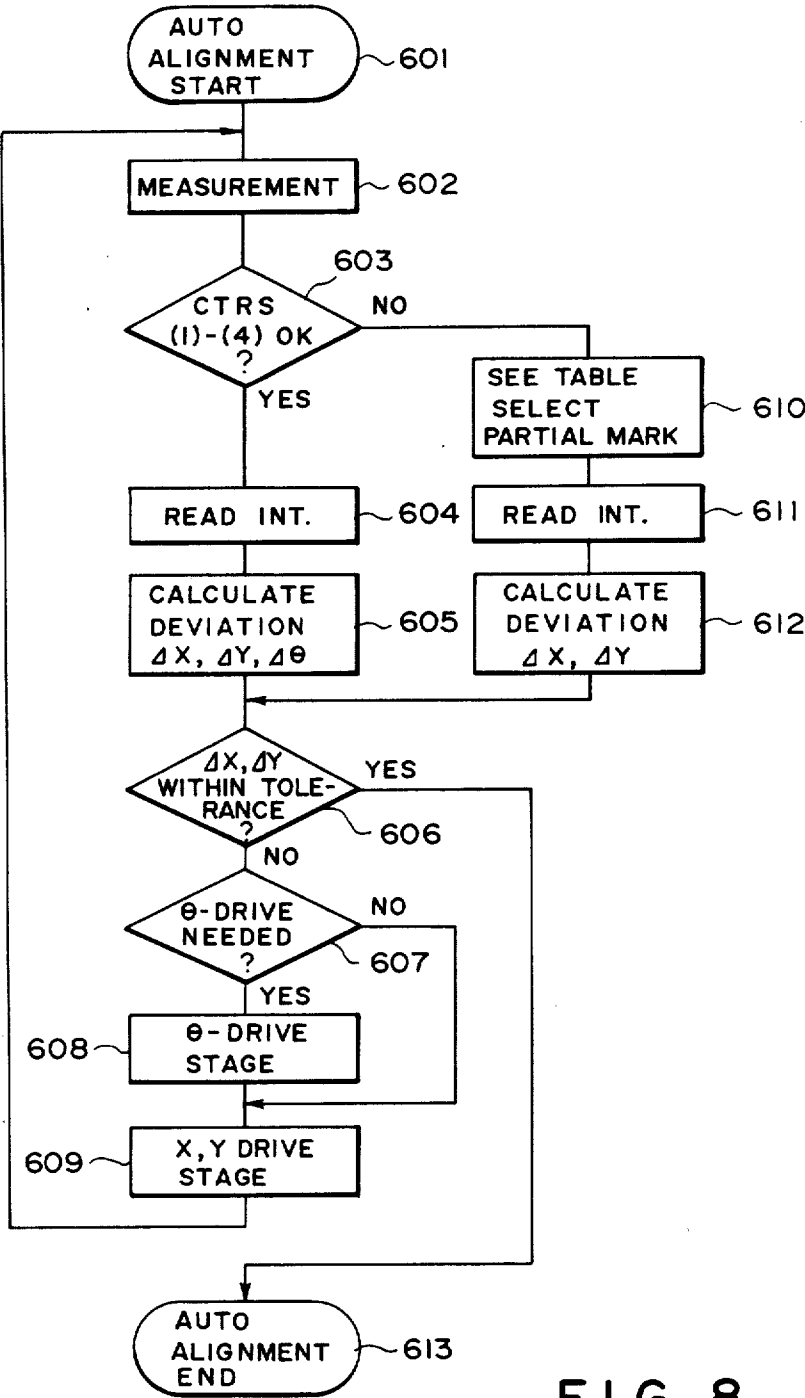 AUTO
ALIGNMENT
START
601
MEASUREMENT
602
603
CTRS
(1)-(4) OK
?
NO
YES
SEE TABLE
SELECT
PARTIAL MARK
610
READ INT.
604
READ INT.
611
CALCULATE
DEVIATION
ΔX, ΔY, Δθ
605
CALCULATE
DEVIATION
ΔX, ΔY
612
ΔX, ΔY
WITHIN TOLE-
RANCE
?
YES
606
NO
θ-DRIVE
NEEDED
?
NO
607
YES
608
θ-DRIVE
STAGE
609
X, Y DRIVE
STAGE
AUTO
ALIGNMENT
END
613
FIG. 8